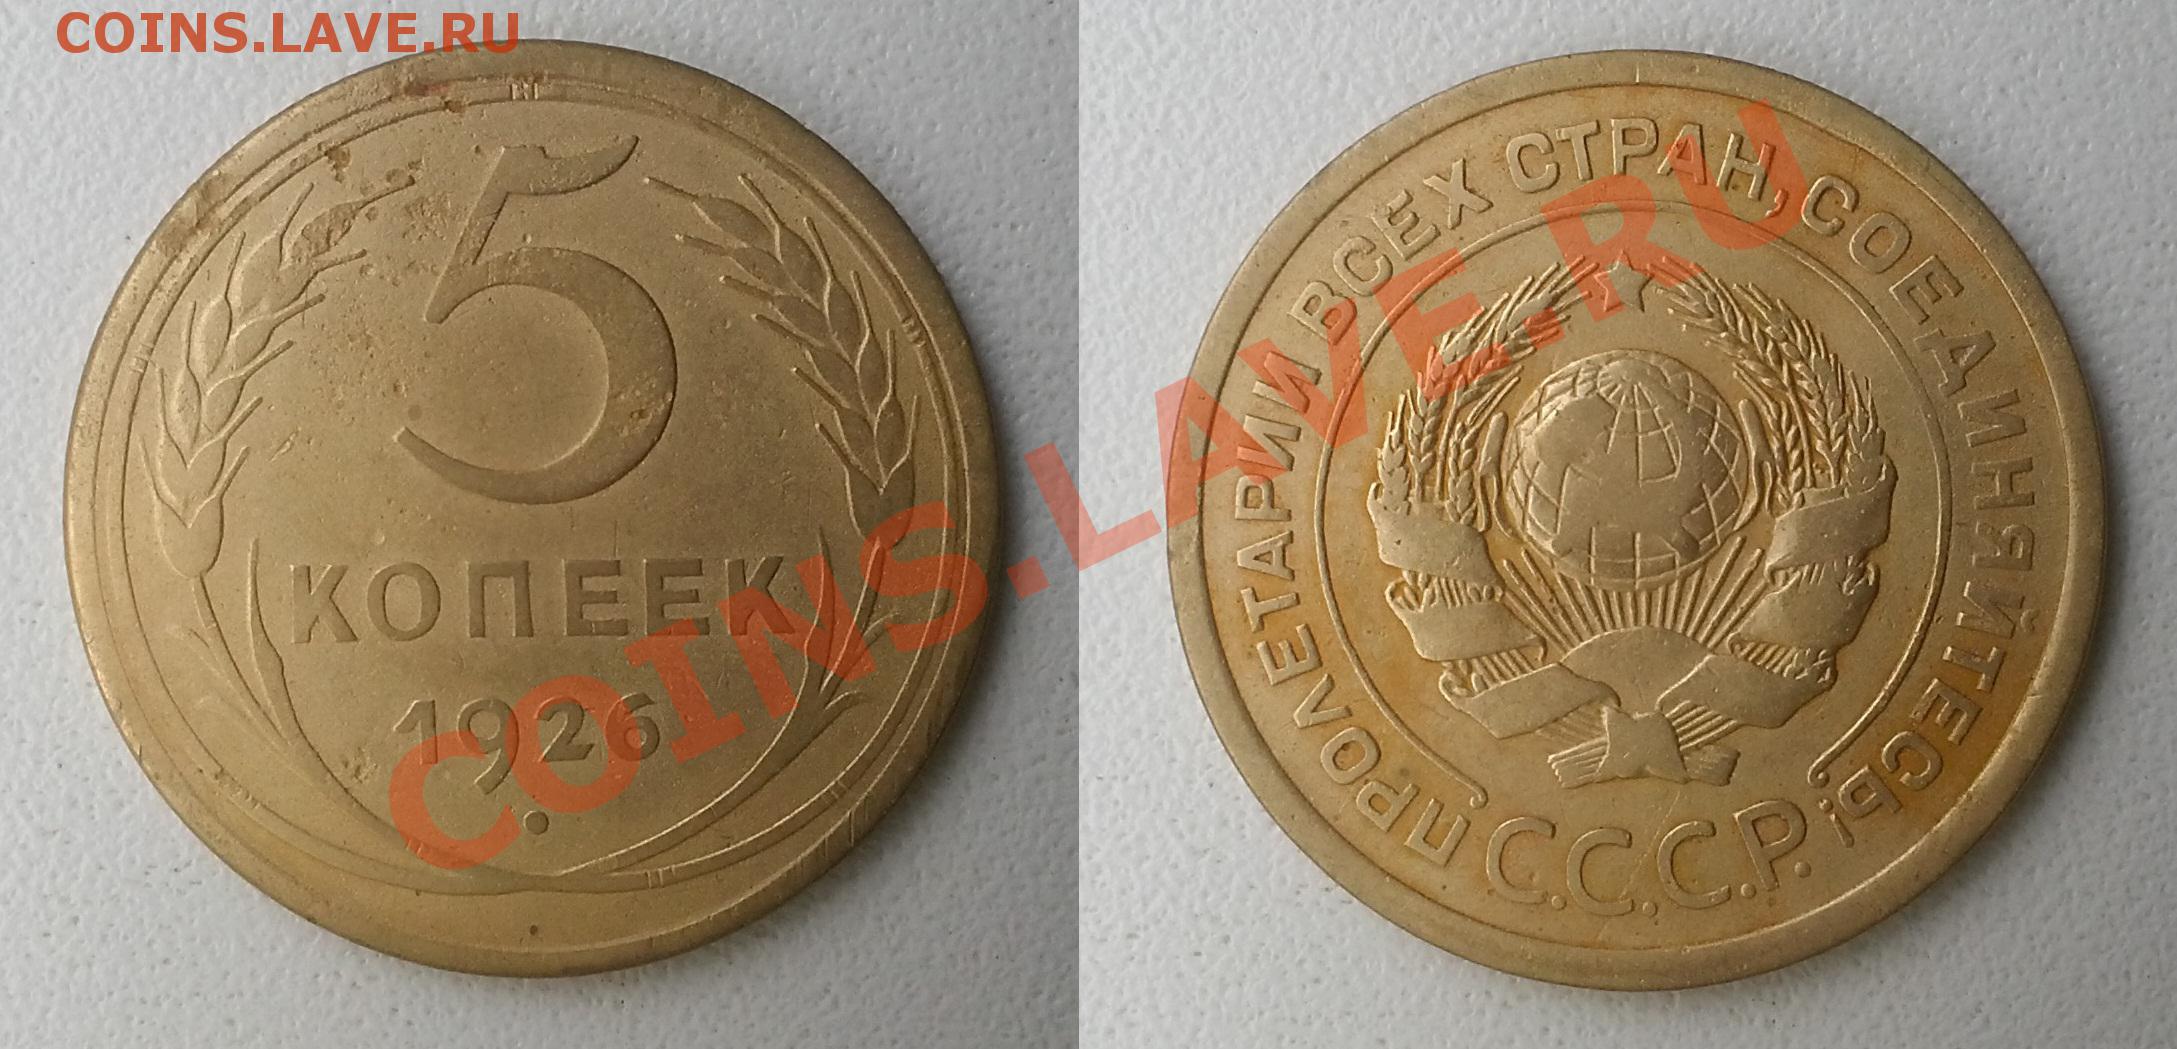 COINS.LAVE.RU
5
КОПЕЕК
1926
ПРОЛЕТАРИИ ВСЕХ СТРАН, СОЕДИНЯЙТЕСЬ!
С.С.С.Р.
COINS.LAVE.RU